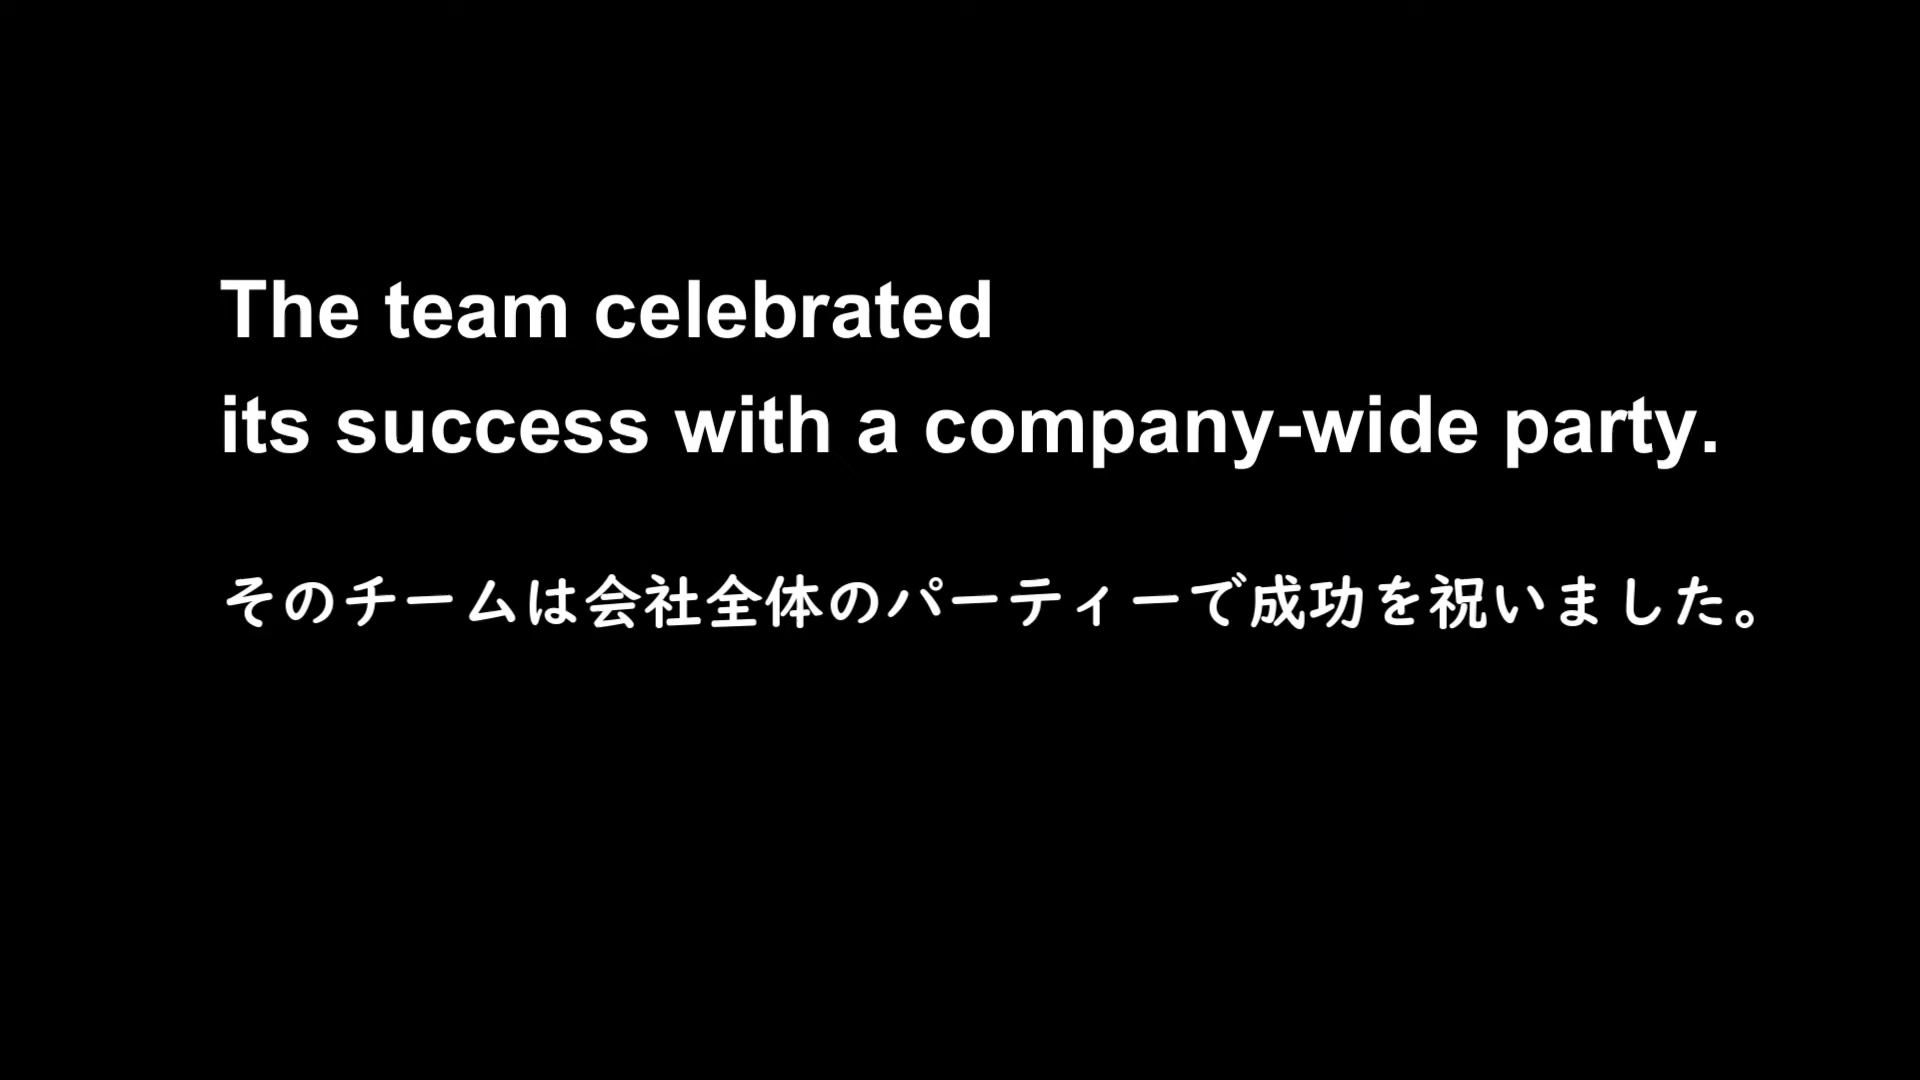 The team celebrated
its success with a company-wide party.
そのチームは会社全体のパーティーで成功を祝いました。